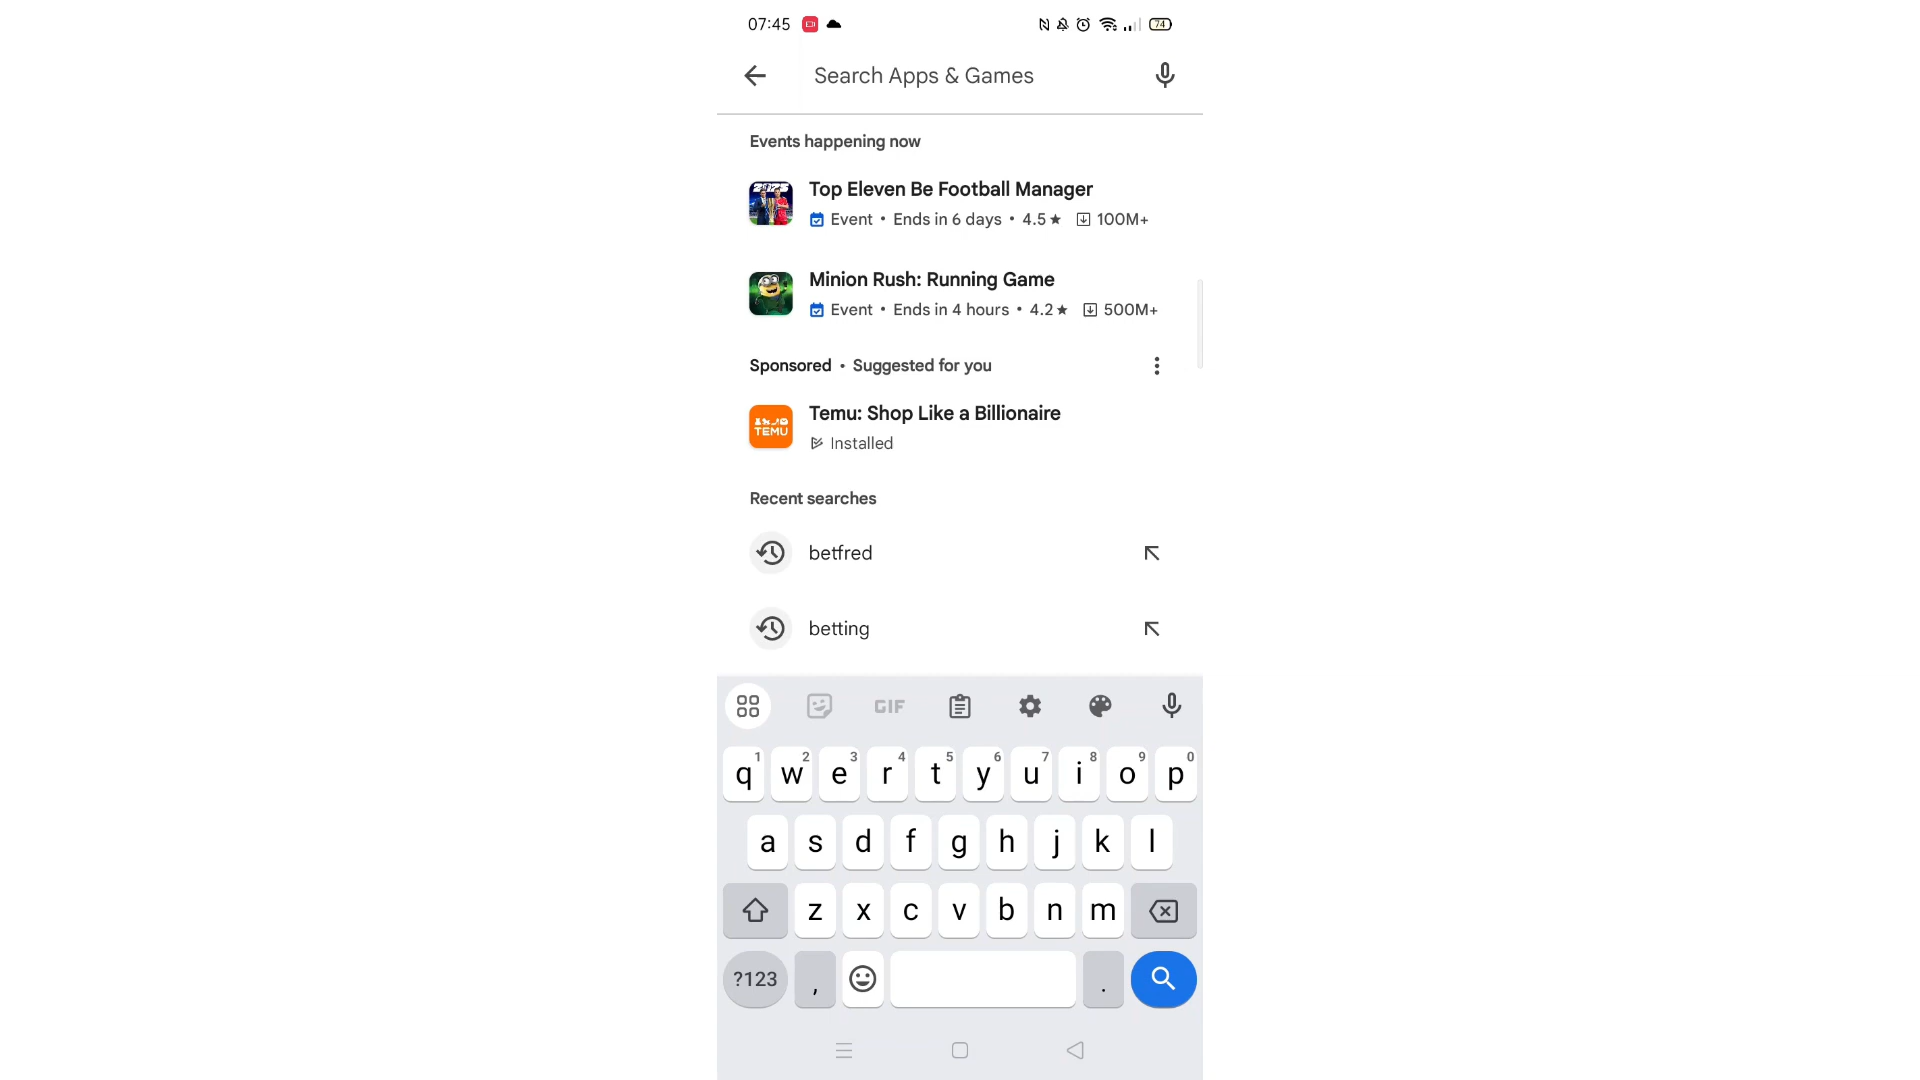 07:45 74
Search Apps & Games
Events happening now
2025
Top Eleven Be Football Manager
Event • Ends in 6 days • 4.5 ★ 100M+
Minion Rush: Running Game
Event • Ends in 4 hours • 4.2 ★ 500M+
Sponsored • Suggested for you
TEMU
Temu: Shop Like a Billionaire
Installed
Recent searches
betfred
betting
GIF
1 2 3 4 5 6 7 8 9 0
q w e r t y u i o p
a s d f g h j k l
z x c v b n m
?123 , .